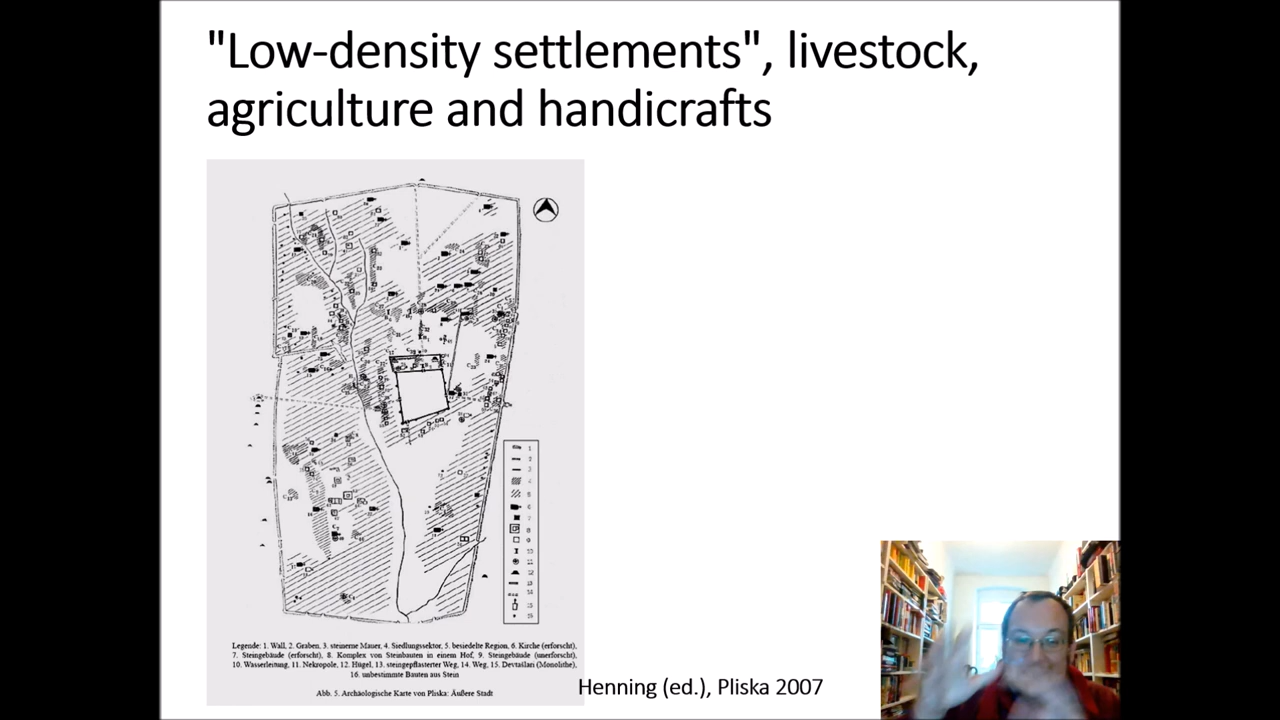 "Low-density settlements", livestock,
agriculture and handicrafts
Legende: 1. Wall, 2. Graben, 3. steinerne Mauer, 4. Siedlungssektor, 5. besiedelte Region, 6. Kirche (erforscht),
7. Steingebäude (erforscht), 8. Komplex von Steinbauten in einem Hof, 9. Steingebäude (unerforscht),
10. Wasserleitung, 11. Nekropole, 12. Hügel, 13. steingepflasterter Weg, 14. Weg, 15. Devtašlari (Monolithe),
16. unbestimmte Bauten aus Stein
Abb. 5. Archäologische Karte von Pliska: Äußere Stadt
Henning (ed.), Pliska 2007